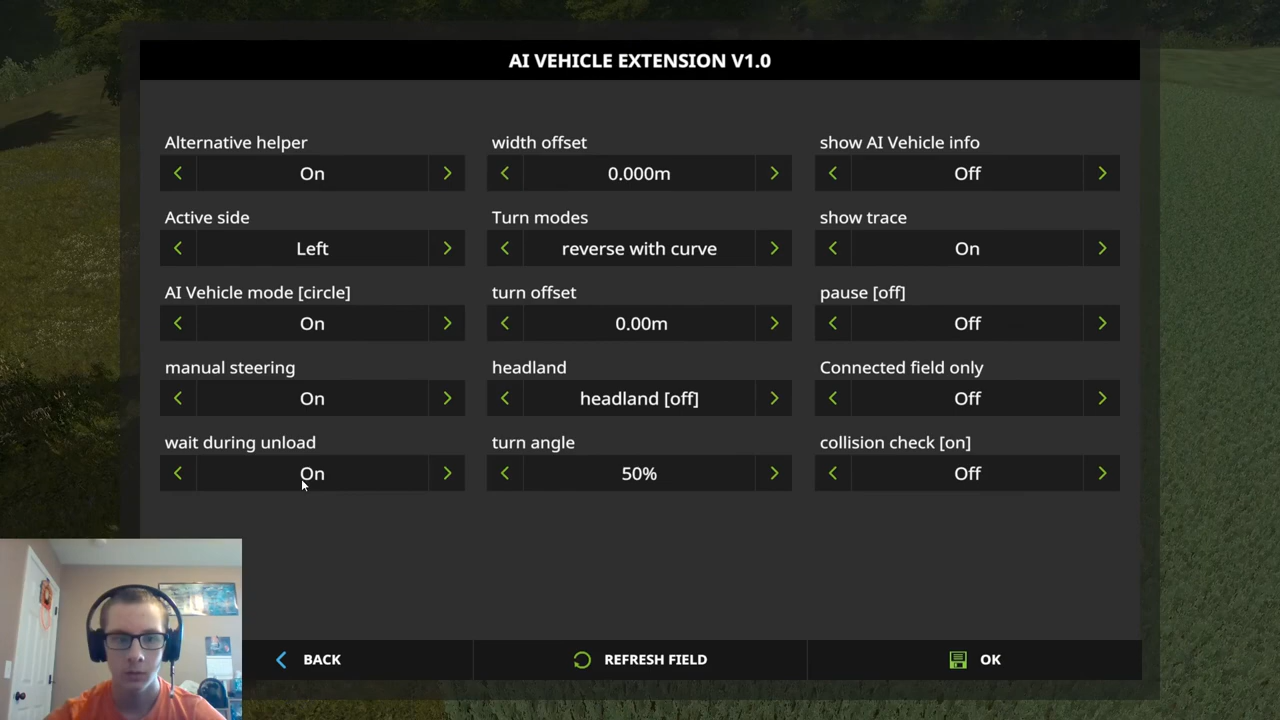 AI VEHICLE EXTENSION V1.0
Alternative helper
On
width offset
0.000m
show AI Vehicle info
Off
Active side
Left
Turn modes
reverse with curve
show trace
On
AI Vehicle mode [circle]
On
turn offset
0.00m
pause [off]
Off
manual steering
On
headland
headland [off]
Connected field only
Off
wait during unload
On
turn angle
50%
collision check [on]
Off
BACK
REFRESH FIELD
OK